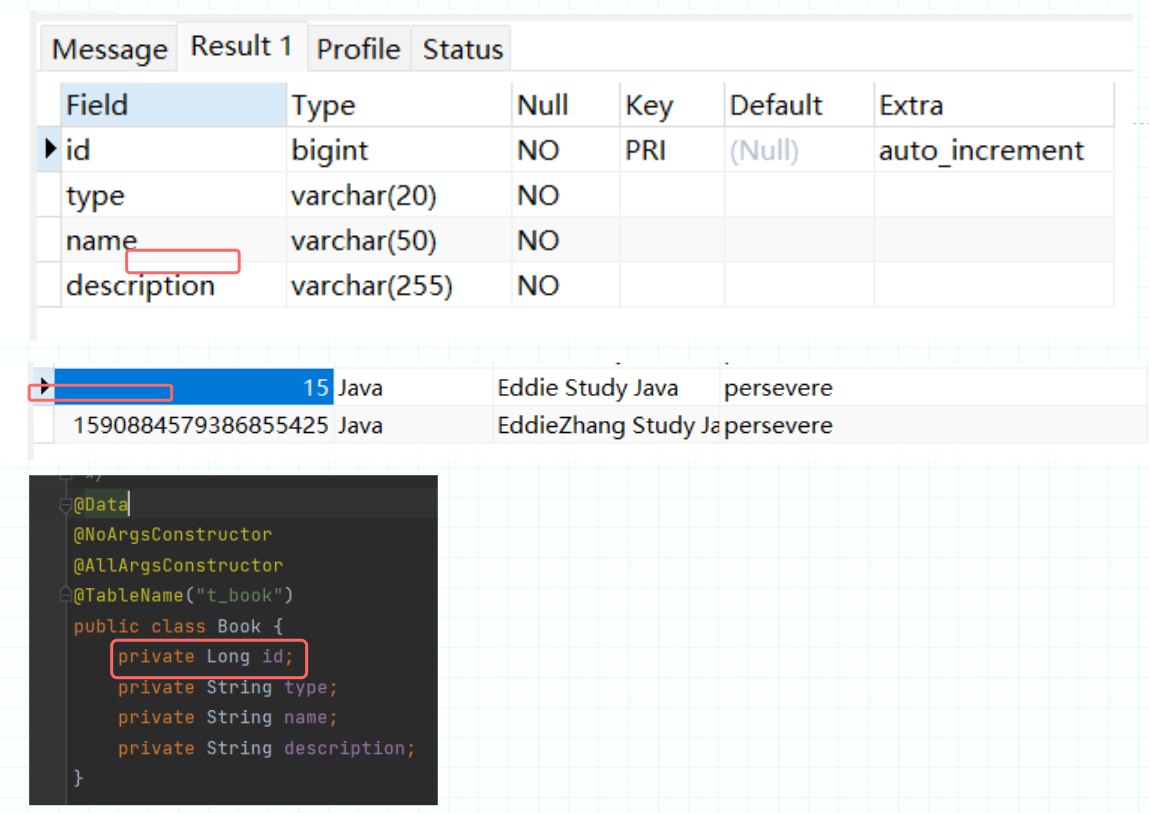 Message Result 1 Profile Status
Field Type Null Key Default Extra
id bigint NO PRI (Null) auto_increment
type varchar(20) NO
name varchar(50) NO
description varchar(255) NO
15 Java Eddie Study Java persevere
1590884579386855425 Java EddieZhang Study Ja persevere
*/
@Data
@NoArgsConstructor
@AllArgsConstructor
@TableName("t_book")
public class Book {
private Long id;
private String type;
private String name;
private String description;
}